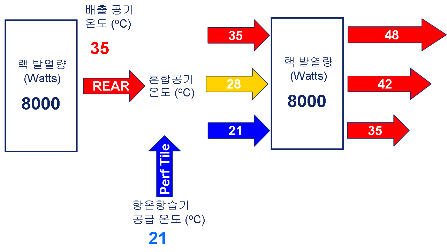 배출 공기
온도 (ºC)
35
랙 발열량
(Watts)
8000
REAR
혼합공기
온도 (ºC)
Perf Tile
항온항습기
공급 온도 (ºC)
21
35
28
21
랙 발열량
(Watts)
8000
48
42
35